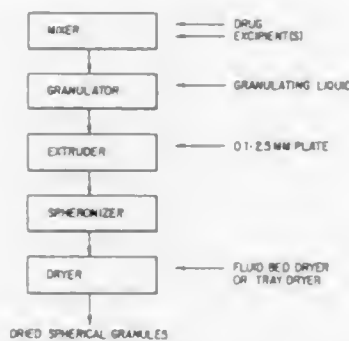 MIXER
DRUG
EXCIPIENT(S)
GRANULATOR
GRANULATING LIQUID
EXTRUDER
0.1-2.5 MM PLATE
SPHERONIZER
DRYER
FLUID BED DRYER
OR TRAY DRYER
DRIED SPHERICAL GRANULES